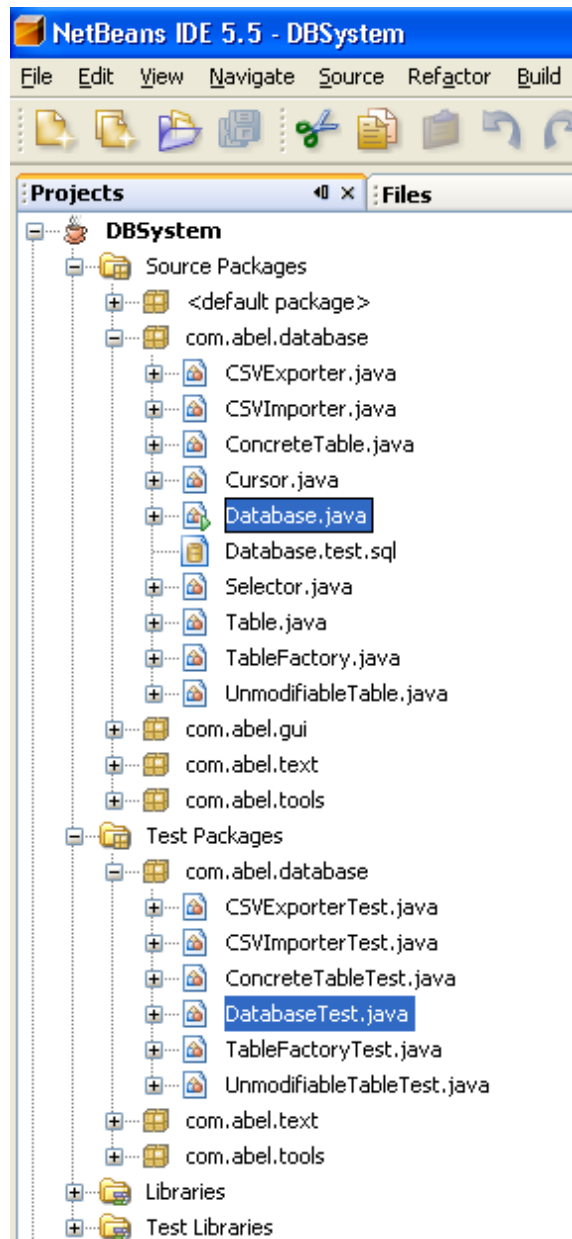 NetBeans IDE 5.5 - DBSystem
File Edit View Navigate Source Refactor Build
Projects Files
DBSystem
Source Packages
<default package>
com.abel.database
CSVExporter.java
CSVImporter.java
ConcreteTable.java
Cursor.java
Database.java
Database.test.sql
Selector.java
Table.java
TableFactory.java
UnmodifiableTable.java
com.abel.gui
com.abel.text
com.abel.tools
Test Packages
com.abel.database
CSVExporterTest.java
CSVImporterTest.java
ConcreteTableTest.java
DatabaseTest.java
TableFactoryTest.java
UnmodifiableTableTest.java
com.abel.text
com.abel.tools
Libraries
Test Libraries